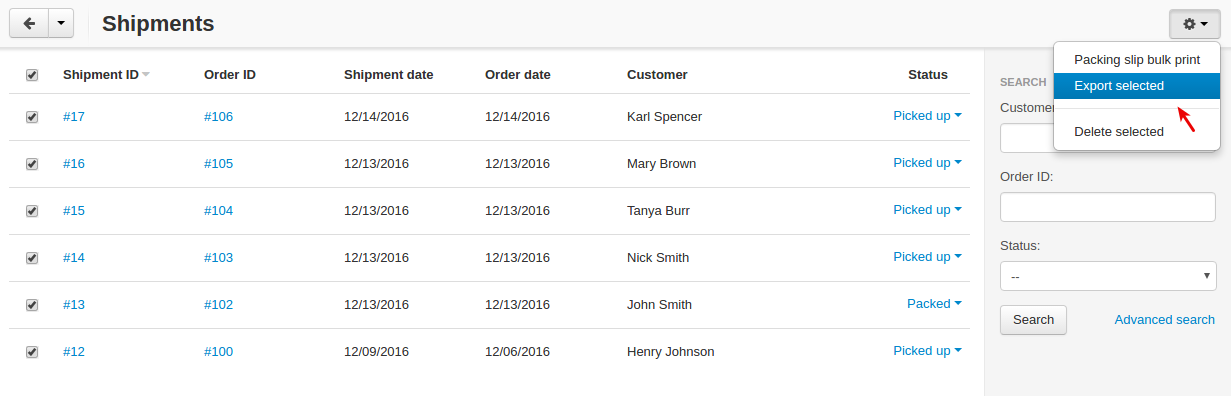 Shipments
Packing slip bulk print
Export selected
Delete selected
Shipment ID Order ID Shipment date Order date Customer Status
#17 #106 12/14/2016 12/14/2016 Karl Spencer Picked up
#16 #105 12/13/2016 12/13/2016 Mary Brown Picked up
#15 #104 12/13/2016 12/13/2016 Tanya Burr Picked up
#14 #103 12/13/2016 12/13/2016 Nick Smith Picked up
#13 #102 12/13/2016 12/13/2016 John Smith Packed
#12 #100 12/09/2016 12/06/2016 Henry Johnson Picked up
SEARCH
Customer
Order ID:
Status:
--
Search Advanced search